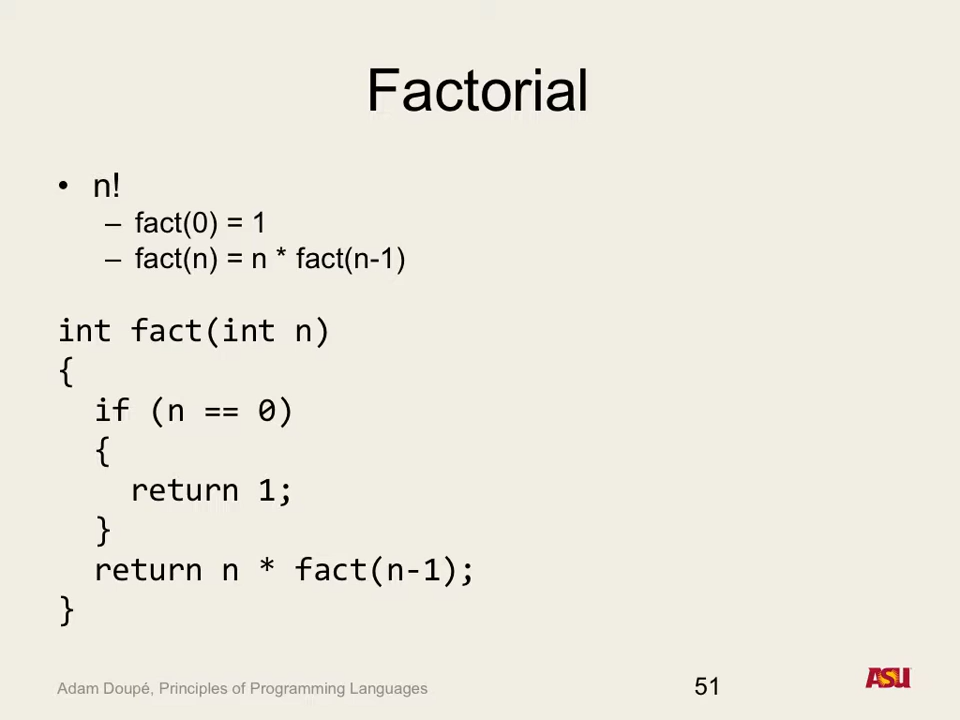 Factorial
• n!
– fact(0) = 1
– fact(n) = n * fact(n-1)
int fact(int n)
{
  if (n == 0)
  {
    return 1;
  }
  return n * fact(n-1);
}
Adam Doupé, Principles of Programming Languages
51
ASU